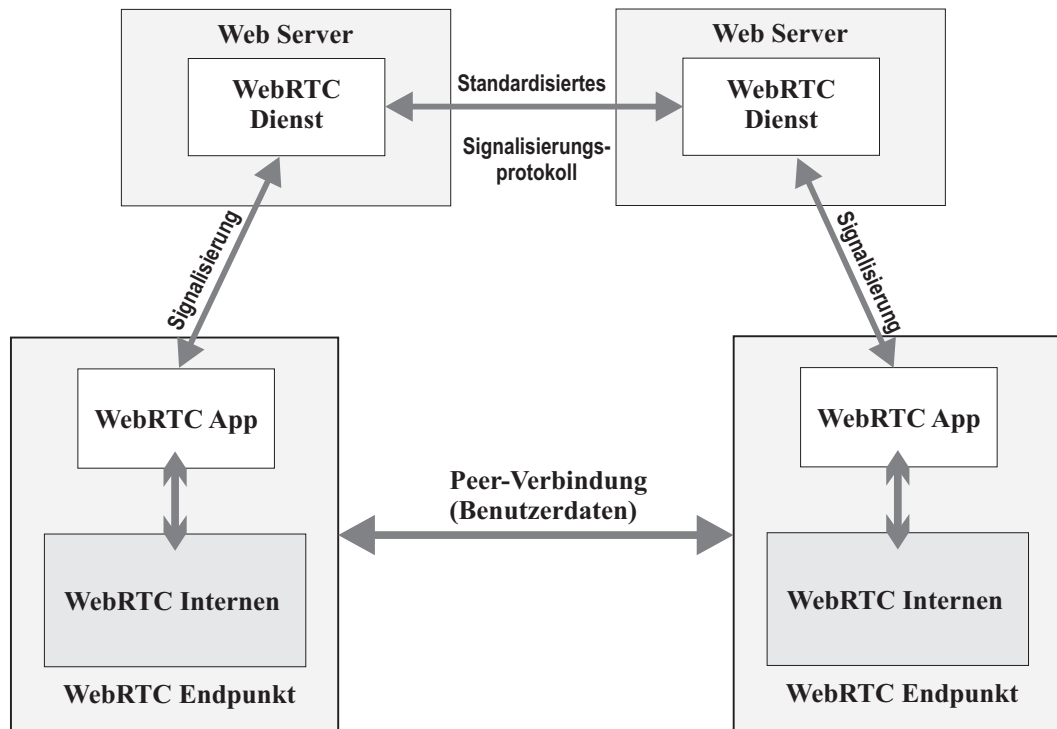 Web Server
WebRTC
Dienst
Standardisiertes
Signalisierungs-
protokoll
Web Server
WebRTC
Dienst
Signalisierung
Signalisierung
WebRTC App
WebRTC Internen
WebRTC Endpunkt
Peer-Verbindung
(Benutzerdaten)
WebRTC App
WebRTC Internen
WebRTC Endpunkt